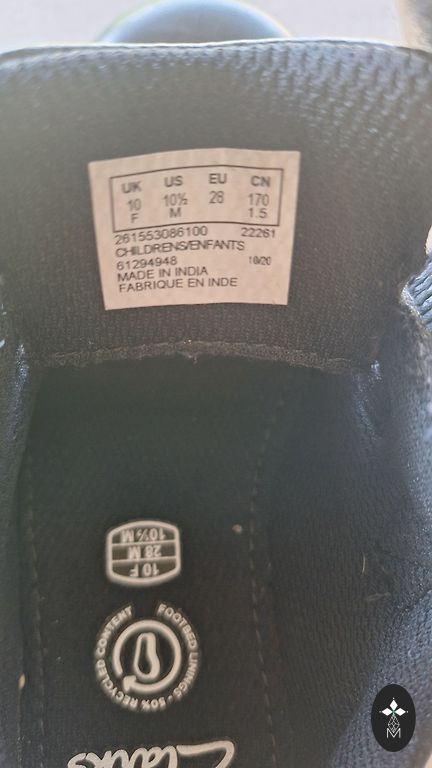 UK US EU CN
10 10½ 28 170
F M 1.5
261553086100 22261
CHILDRENS/ENFANTS
61294948 10/20
MADE IN INDIA
FABRIQUE EN INDE
10½ M
28 M
10 F
FOOTBED LININGS - 50% RECYCLED CONTENT
Clarks
M